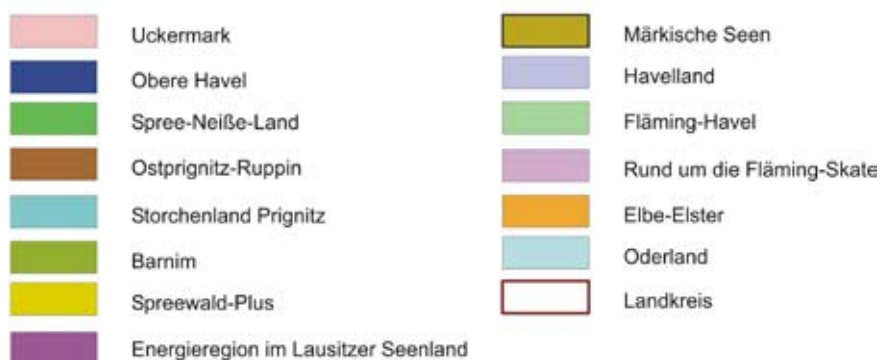 Uckermark
Obere Havel
Spree-Neiße-Land
Ostprignitz-Ruppin
Storchenland Prignitz
Barnim
Spreewald-Plus
Energieregion im Lausitzer Seenland
Märkische Seen
Havelland
Fläming-Havel
Rund um die Fläming-Skate
Elbe-Elster
Oderland
Landkreis